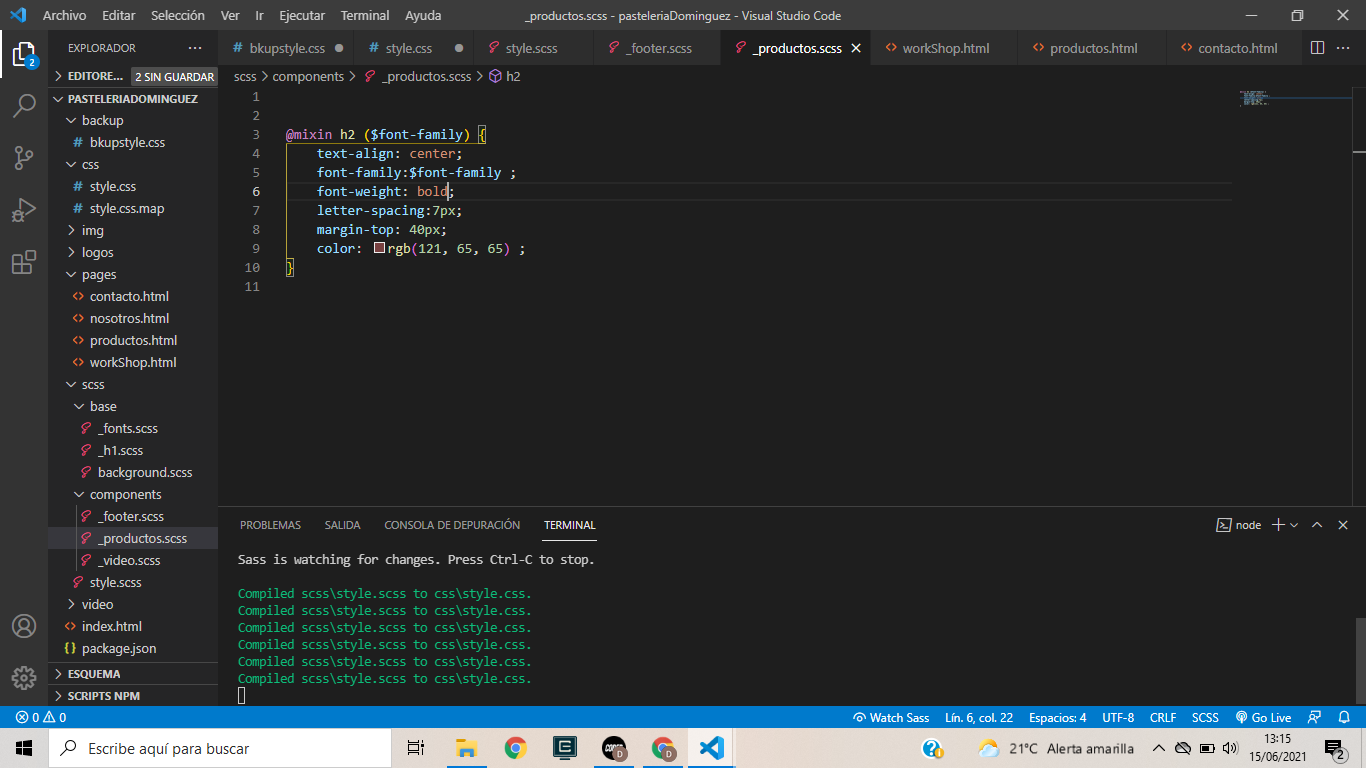 Archivo Editar Selección Ver Ir Ejecutar Terminal Ayuda _productos.scss - pasteleriaDominguez - Visual Studio Code
EXPLORADOR ···
EDITORE... 2 SIN GUARDAR
PASTELERIADOMINGUEZ
backup
# bkupstyle.css
css
# style.css
# style.css.map
img
logos
pages
<> contacto.html
<> nosotros.html
<> productos.html
<> workShop.html
scss
base
_fonts.scss
_h1.scss
background.scss
components
_footer.scss
_productos.scss
_video.scss
style.scss
video
<> index.html
{} package.json
ESQUEMA
SCRIPTS NPM
2
# bkupstyle.css # style.css style.scss _footer.scss _productos.scss <> workShop.html <> productos.html <> contacto.html
scss > components > _productos.scss > h2
1
2
3 @mixin h2 ($font-family) {
4 text-align: center;
5 font-family:$font-family ;
6 font-weight: bold;
7 letter-spacing:7px;
8 margin-top: 40px;
9 color: rgb(121, 65, 65) ;
10 }
11
PROBLEMAS SALIDA CONSOLA DE DEPURACIÓN TERMINAL node
Sass is watching for changes. Press Ctrl-C to stop.
Compiled scss\style.scss to css\style.css.
Compiled scss\style.scss to css\style.css.
Compiled scss\style.scss to css\style.css.
Compiled scss\style.scss to css\style.css.
Compiled scss\style.scss to css\style.css.
Compiled scss\style.scss to css\style.css.
0 0 Watch Sass Lín. 6, col. 22 Espacios: 4 UTF-8 CRLF SCSS Go Live
Escribe aquí para buscar 21°C Alerta amarilla 13:15
15/06/2021 2